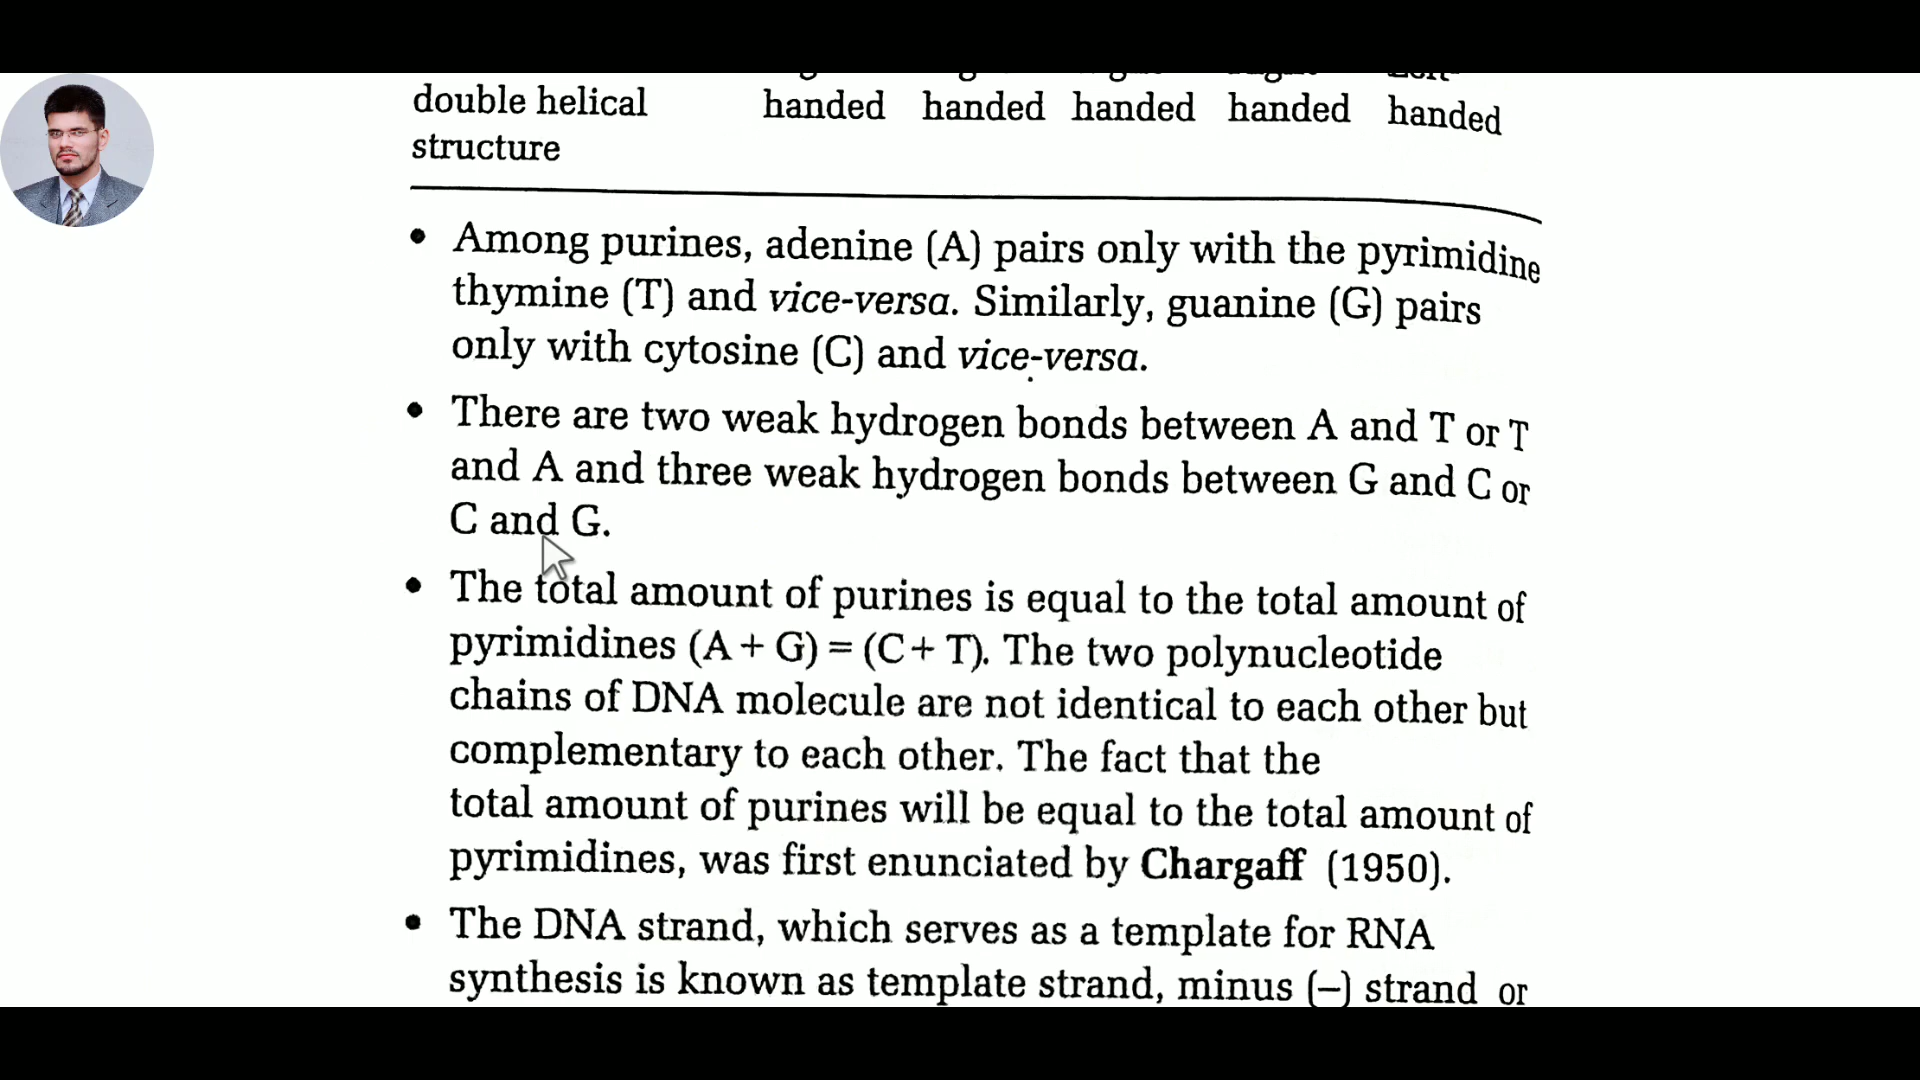 double helical handed handed handed handed handed
structure
• Among purines, adenine (A) pairs only with the pyrimidine
thymine (T) and vice-versa. Similarly, guanine (G) pairs
only with cytosine (C) and vice-versa.
• There are two weak hydrogen bonds between A and T or T
and A and three weak hydrogen bonds between G and C or
C and G.
• The total amount of purines is equal to the total amount of
pyrimidines (A + G) = (C + T). The two polynucleotide
chains of DNA molecule are not identical to each other but
complementary to each other. The fact that the
total amount of purines will be equal to the total amount of
pyrimidines, was first enunciated by Chargaff (1950).
• The DNA strand, which serves as a template for RNA
synthesis is known as template strand, minus (–) strand or